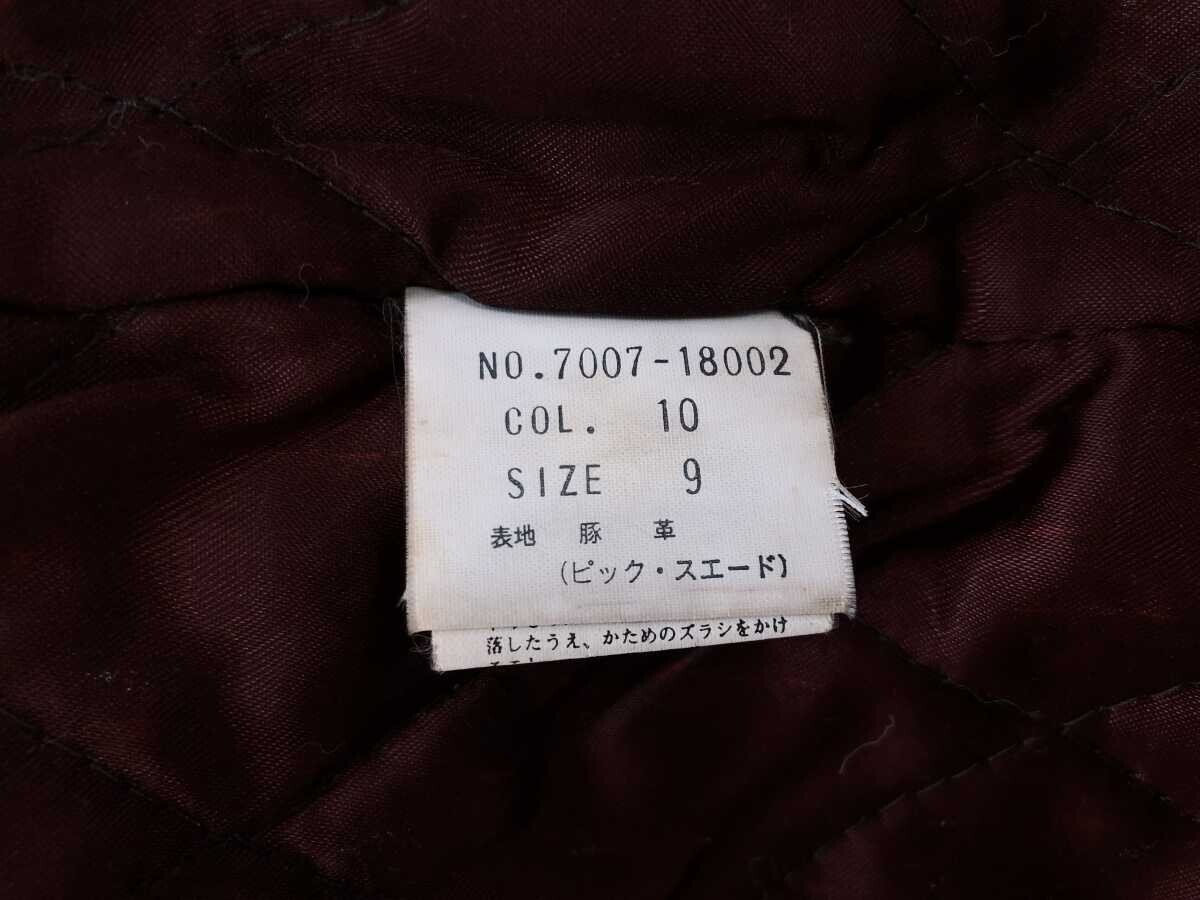 NO.7007-18002
COL. 10
SIZE 9
表地 豚 革
(ピック・スエード)
落したうえ、かためのズラシをかけ